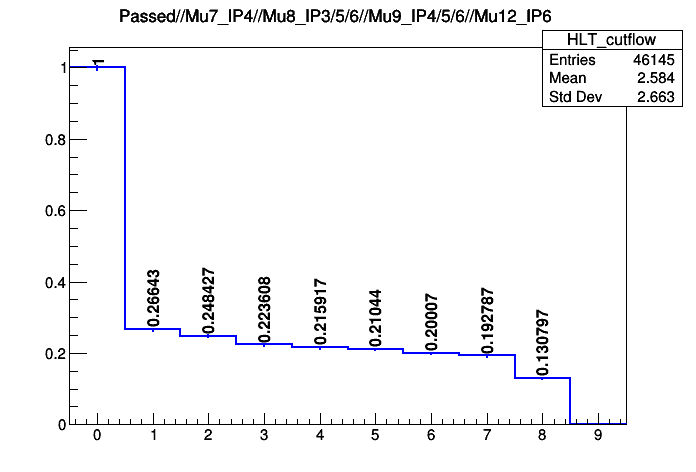 Passed//Mu7_IP4//Mu8_IP3/5/6//Mu9_IP4/5/6//Mu12_IP6
HLT_cutflow
Entries 46145
Mean 2.584
Std Dev 2.663
1
0.8
0.6
0.4
0.2
0
1
0.26643
0.248427
0.223608
0.215917
0.21044
0.20007
0.192787
0.130797
0 1 2 3 4 5 6 7 8 9